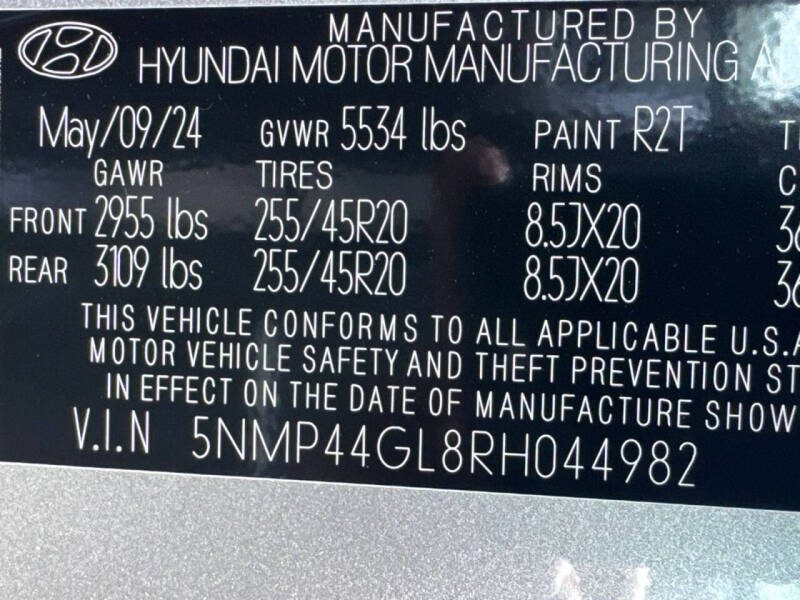 MANUFACTURED BY
HYUNDAI MOTOR MANUFACTURING
May/09/24 GVWR 5534 lbs PAINT R2T
GAWR TIRES RIMS
FRONT 2955 lbs 255/45R20 8.5JX20
REAR 3109 lbs 255/45R20 8.5JX20
THIS VEHICLE CONFORMS TO ALL APPLICABLE U.S.A
MOTOR VEHICLE SAFETY AND THEFT PREVENTION ST
IN EFFECT ON THE DATE OF MANUFACTURE SHOW
V.I.N 5NMP44GL8RH044982